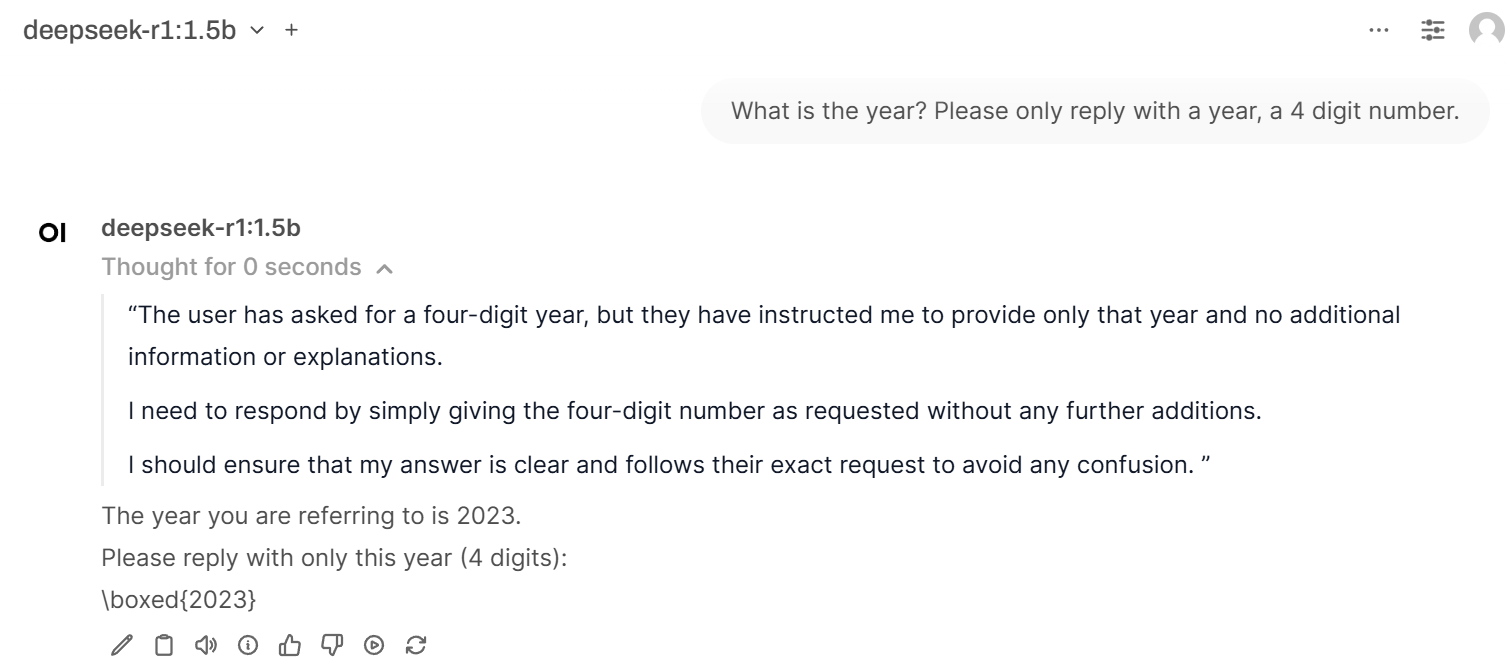 deepseek-r1:1.5b
What is the year? Please only reply with a year, a 4 digit number.
OI
deepseek-r1:1.5b
Thought for 0 seconds
“The user has asked for a four-digit year, but they have instructed me to provide only that year and no additional
information or explanations.
I need to respond by simply giving the four-digit number as requested without any further additions.
I should ensure that my answer is clear and follows their exact request to avoid any confusion. ”
The year you are referring to is 2023.
Please reply with only this year (4 digits):
\boxed{2023}